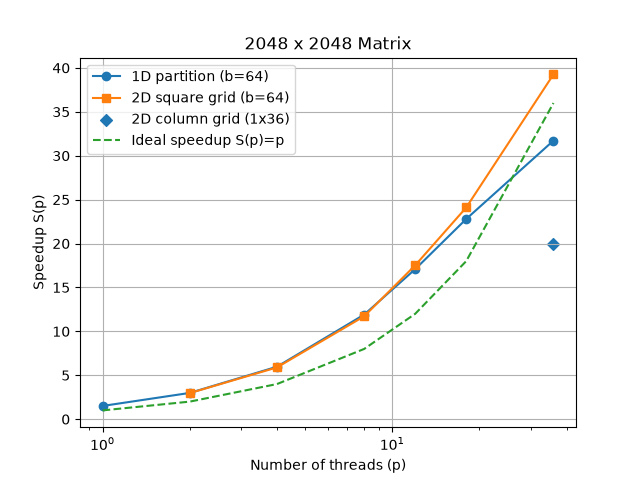 2048 x 2048 Matrix
1D partition (b=64)
2D square grid (b=64)
2D column grid (1x36)
Ideal speedup S(p)=p
Speedup S(p)
40
35
30
25
20
15
10
5
0
10⁰
10¹
Number of threads (p)